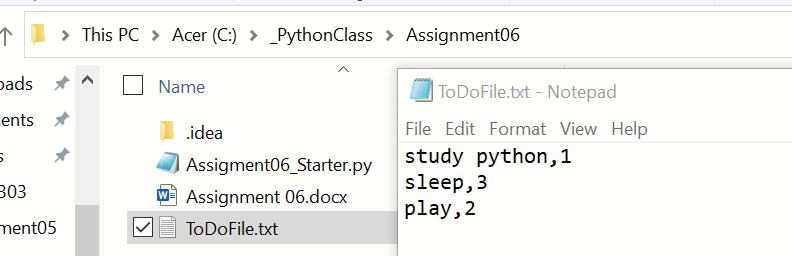 This PC > Acer (C:) > _PythonClass > Assignment06
oads
Name
ents
.idea
s
Assigment06_Starter.py
303
Assignment 06.docx
ment05
ToDoFile.txt
ToDoFile.txt - Notepad
File Edit Format View Help
study python,1
sleep,3
play,2